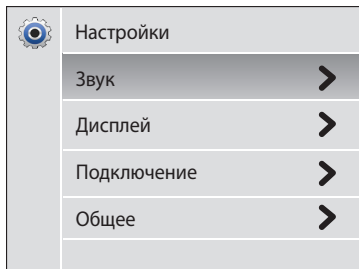 Настройки
Звук
Дисплей
Подключение
Общее